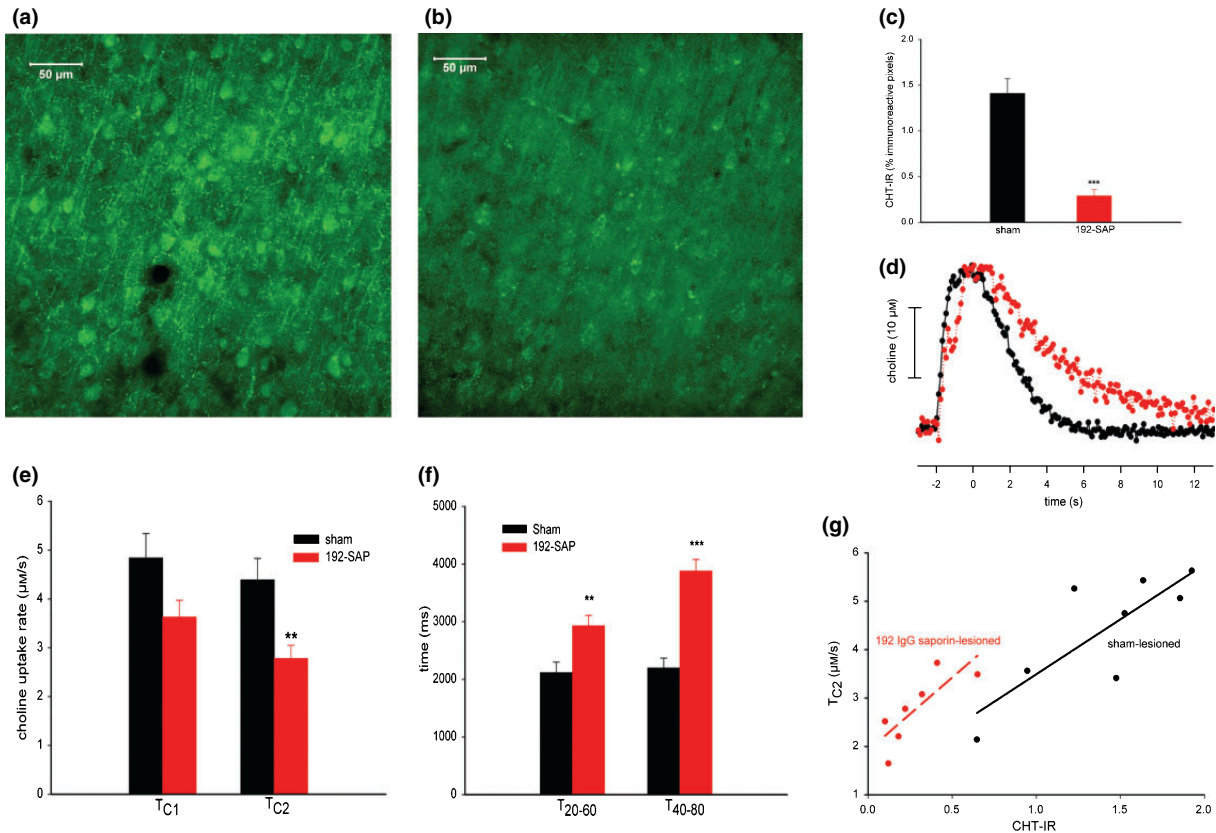 (a)
50 µm
(b)
50 µm
(c)
CHT-IR (% immunoreactive pixels)
2.0
1.5
1.0
0.5
0.0
***
sham
192-SAP
(d)
choline (10 µM)
-2 0 2 4 6 8 10 12
time (s)
(e)
choline uptake rate (µM/s)
6
5
4
3
2
1
0
sham
192-SAP
**
TC1
TC2
(f)
time (ms)
5000
4000
3000
2000
1000
0
Sham
192-SAP
**
***
T20-60
T40-80
(g)
TC2 (µM/s)
6
5
4
3
2
1
192 IgG saporin-lesioned
sham-lesioned
0.0 0.5 1.0 1.5 2.0
CHT-IR